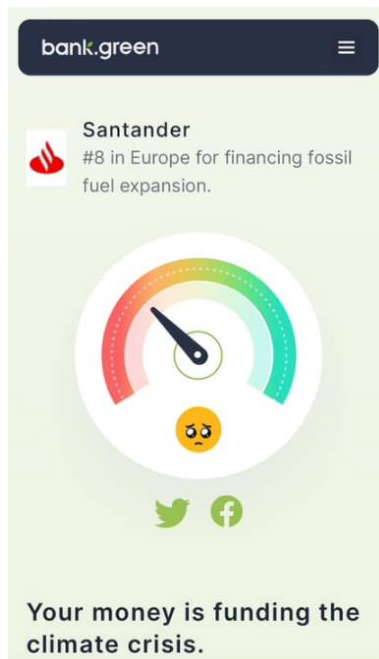 bank.green
Santander
#8 in Europe for financing fossil
fuel expansion.
Your money is funding the
climate crisis.